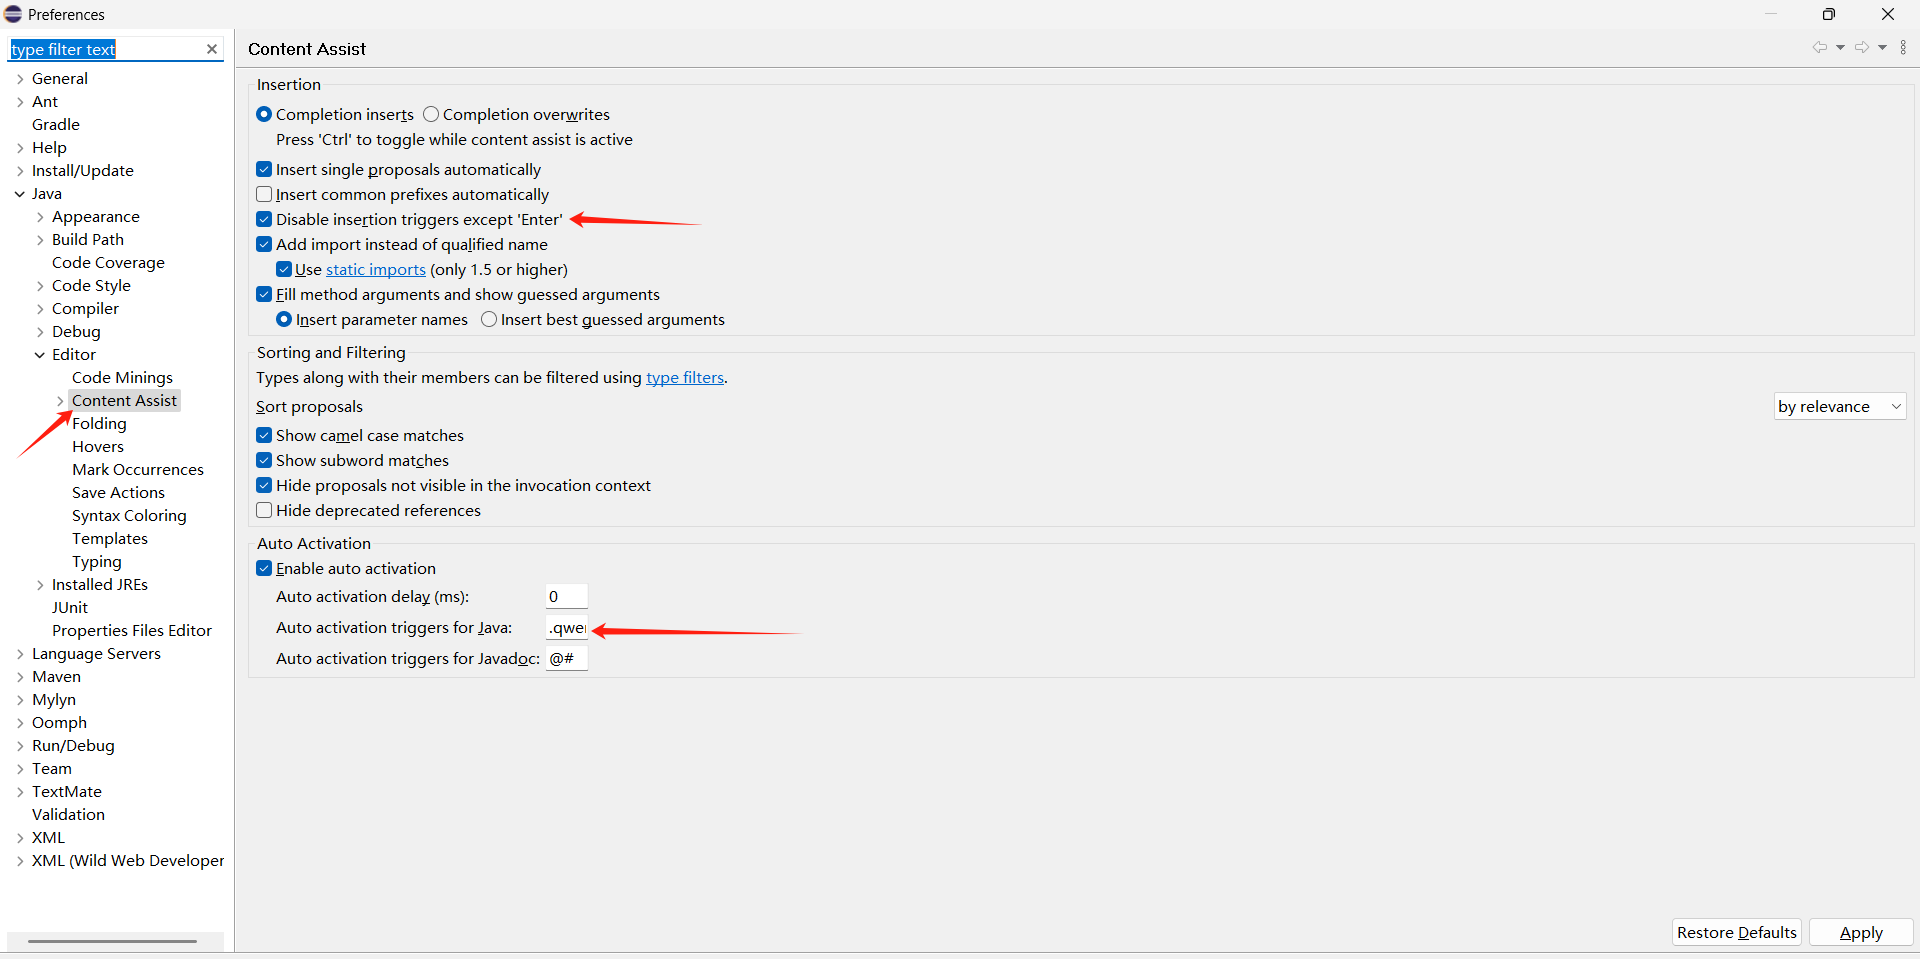 Preferences
type filter text
General
Ant
Gradle
Help
Install/Update
Java
Appearance
Build Path
Code Coverage
Code Style
Compiler
Debug
Editor
Code Minings
Content Assist
Folding
Hovers
Mark Occurrences
Save Actions
Syntax Coloring
Templates
Typing
Installed JREs
JUnit
Properties Files Editor
Language Servers
Maven
Mylyn
Oomph
Run/Debug
Team
TextMate
Validation
XML
XML (Wild Web Developer
Content Assist
Insertion
Completion inserts Completion overwrites
Press 'Ctrl' to toggle while content assist is active
Insert single proposals automatically
Insert common prefixes automatically
Disable insertion triggers except 'Enter'
Add import instead of qualified name
Use static imports (only 1.5 or higher)
Fill method arguments and show guessed arguments
Insert parameter names Insert best guessed arguments
Sorting and Filtering
Types along with their members can be filtered using type filters.
Sort proposals by relevance
Show camel case matches
Show subword matches
Hide proposals not visible in the invocation context
Hide deprecated references
Auto Activation
Enable auto activation
Auto activation delay (ms): 0
Auto activation triggers for Java: .qwer
Auto activation triggers for Javadoc: @#
Restore Defaults Apply